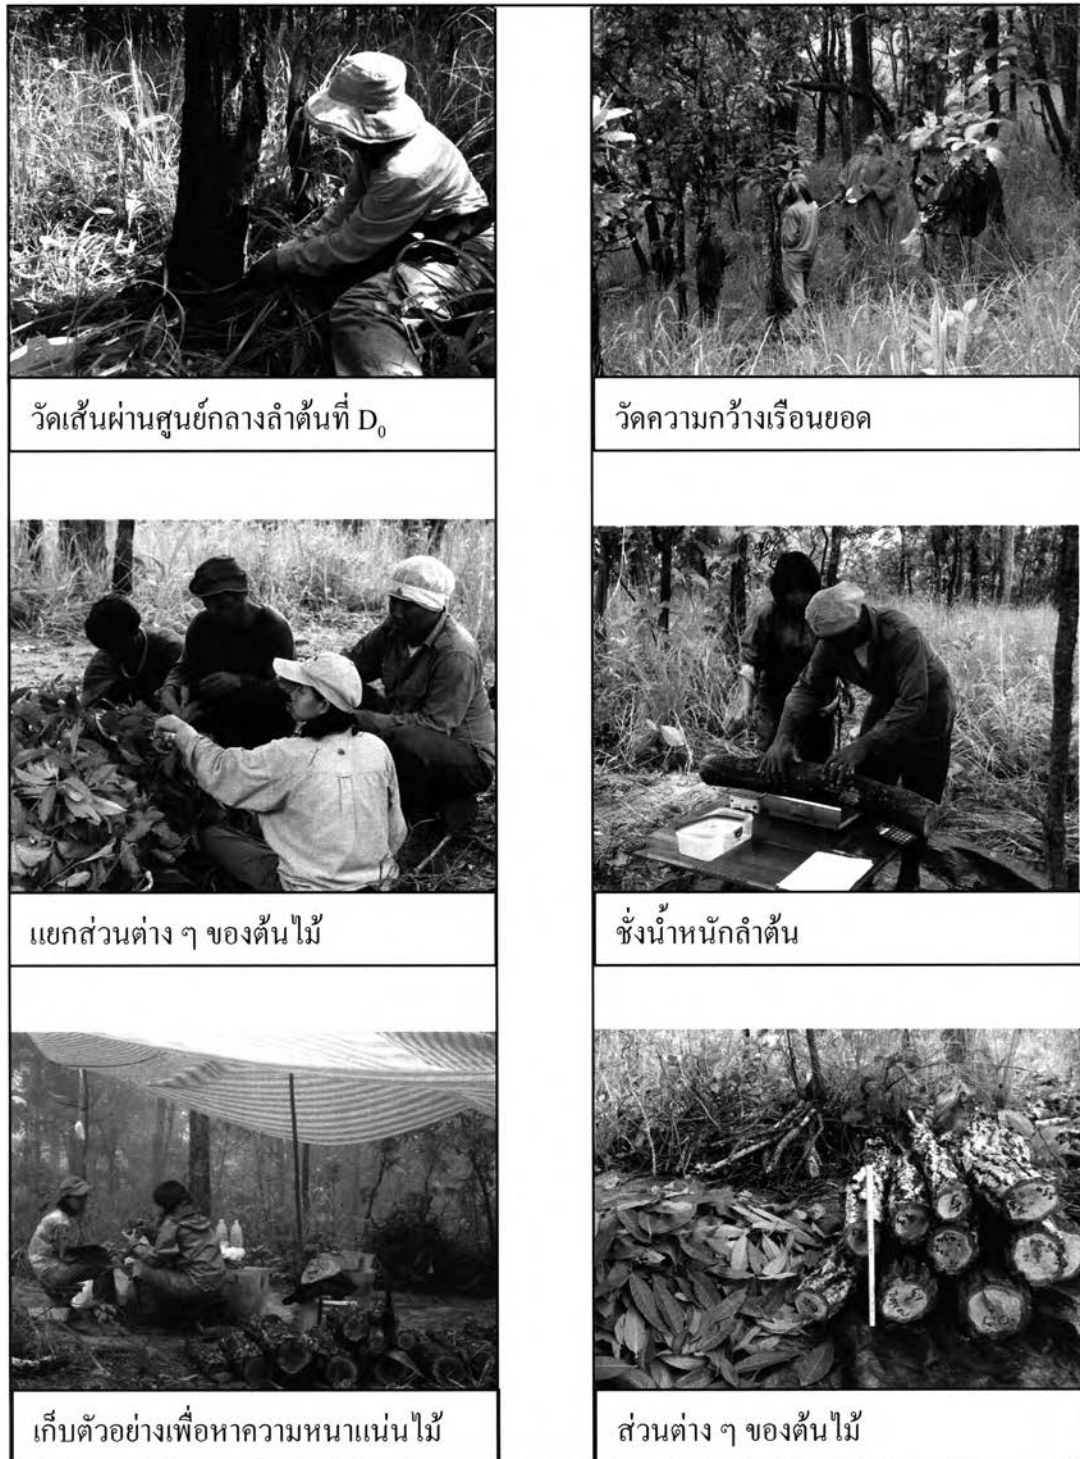 วัดเส้นผ่านศูนย์กลางลำต้นที่ D₀
วัดความกว้างเรือนยอด
แยกส่วนต่าง ๆ ของต้นไม้
ชั่งน้ำหนักลำต้น
เก็บตัวอย่างเพื่อหาความหนาแน่นไม้
ส่วนต่าง ๆ ของต้นไม้